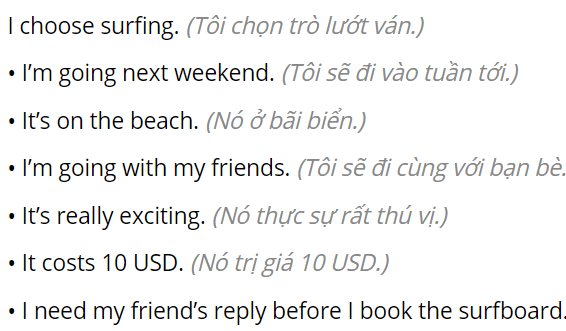 I choose surfing. (Tôi chọn trò lướt ván.)
• I’m going next weekend. (Tôi sẽ đi vào tuần tới.)
• It’s on the beach. (Nó ở bãi biển.)
• I’m going with my friends. (Tôi sẽ đi cùng với bạn bè.
• It’s really exciting. (Nó thực sự rất thú vị.)
• It costs 10 USD. (Nó trị giá 10 USD.)
• I need my friend’s reply before I book the surfboard.